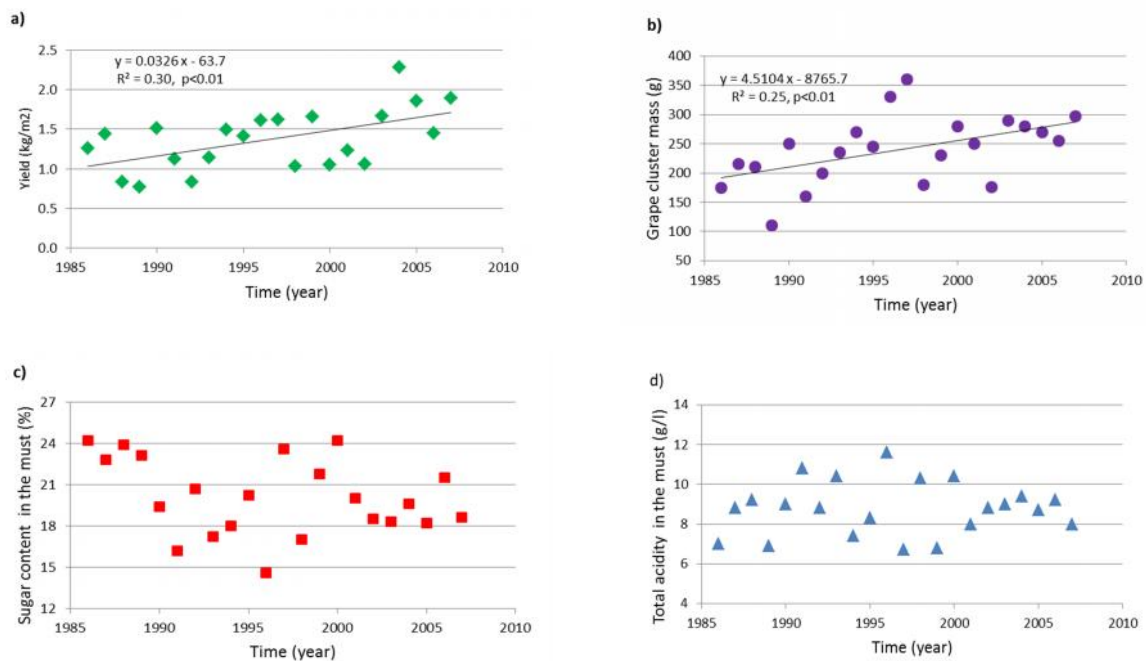 a)
y = 0.0326 x - 63.7
R² = 0.30, p<0.01
Yield (kg/m2)
2.5
2.0
1.5
1.0
0.5
0.0
1985 1990 1995 2000 2005 2010
Time (year)
b)
y = 4.5104 x - 8765.7
R² = 0.25, p<0.01
Grape cluster mass (g)
400
350
300
250
200
150
100
50
1985 1990 1995 2000 2005 2010
Time (year)
c)
Sugar content in the must (%)
27
24
21
18
15
12
1985 1990 1995 2000 2005 2010
Time (year)
d)
Total acidity in the must (g/l)
14
12
10
8
6
4
1985 1990 1995 2000 2005 2010
Time (year)